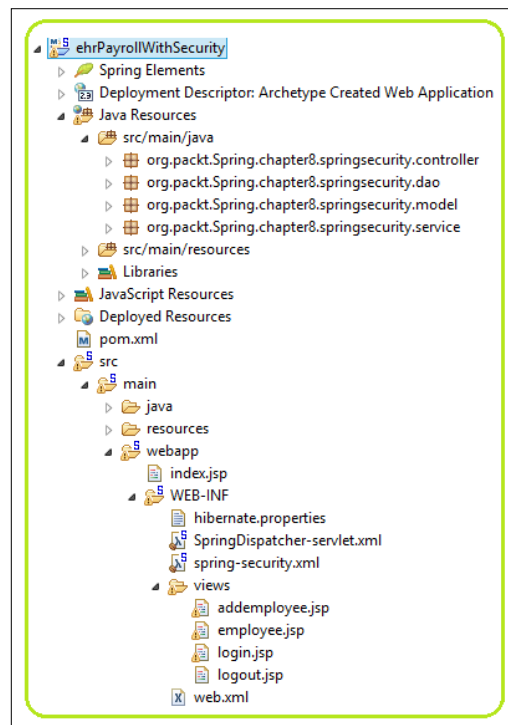 ehrPayrollWithSecurity
Spring Elements
Deployment Descriptor: Archetype Created Web Application
Java Resources
src/main/java
org.packt.Spring.chapter8.springsecurity.controller
org.packt.Spring.chapter8.springsecurity.dao
org.packt.Spring.chapter8.springsecurity.model
org.packt.Spring.chapter8.springsecurity.service
src/main/resources
Libraries
JavaScript Resources
Deployed Resources
pom.xml
src
main
java
resources
webapp
index.jsp
WEB-INF
hibernate.properties
SpringDispatcher-servlet.xml
spring-security.xml
views
addemployee.jsp
employee.jsp
login.jsp
logout.jsp
web.xml